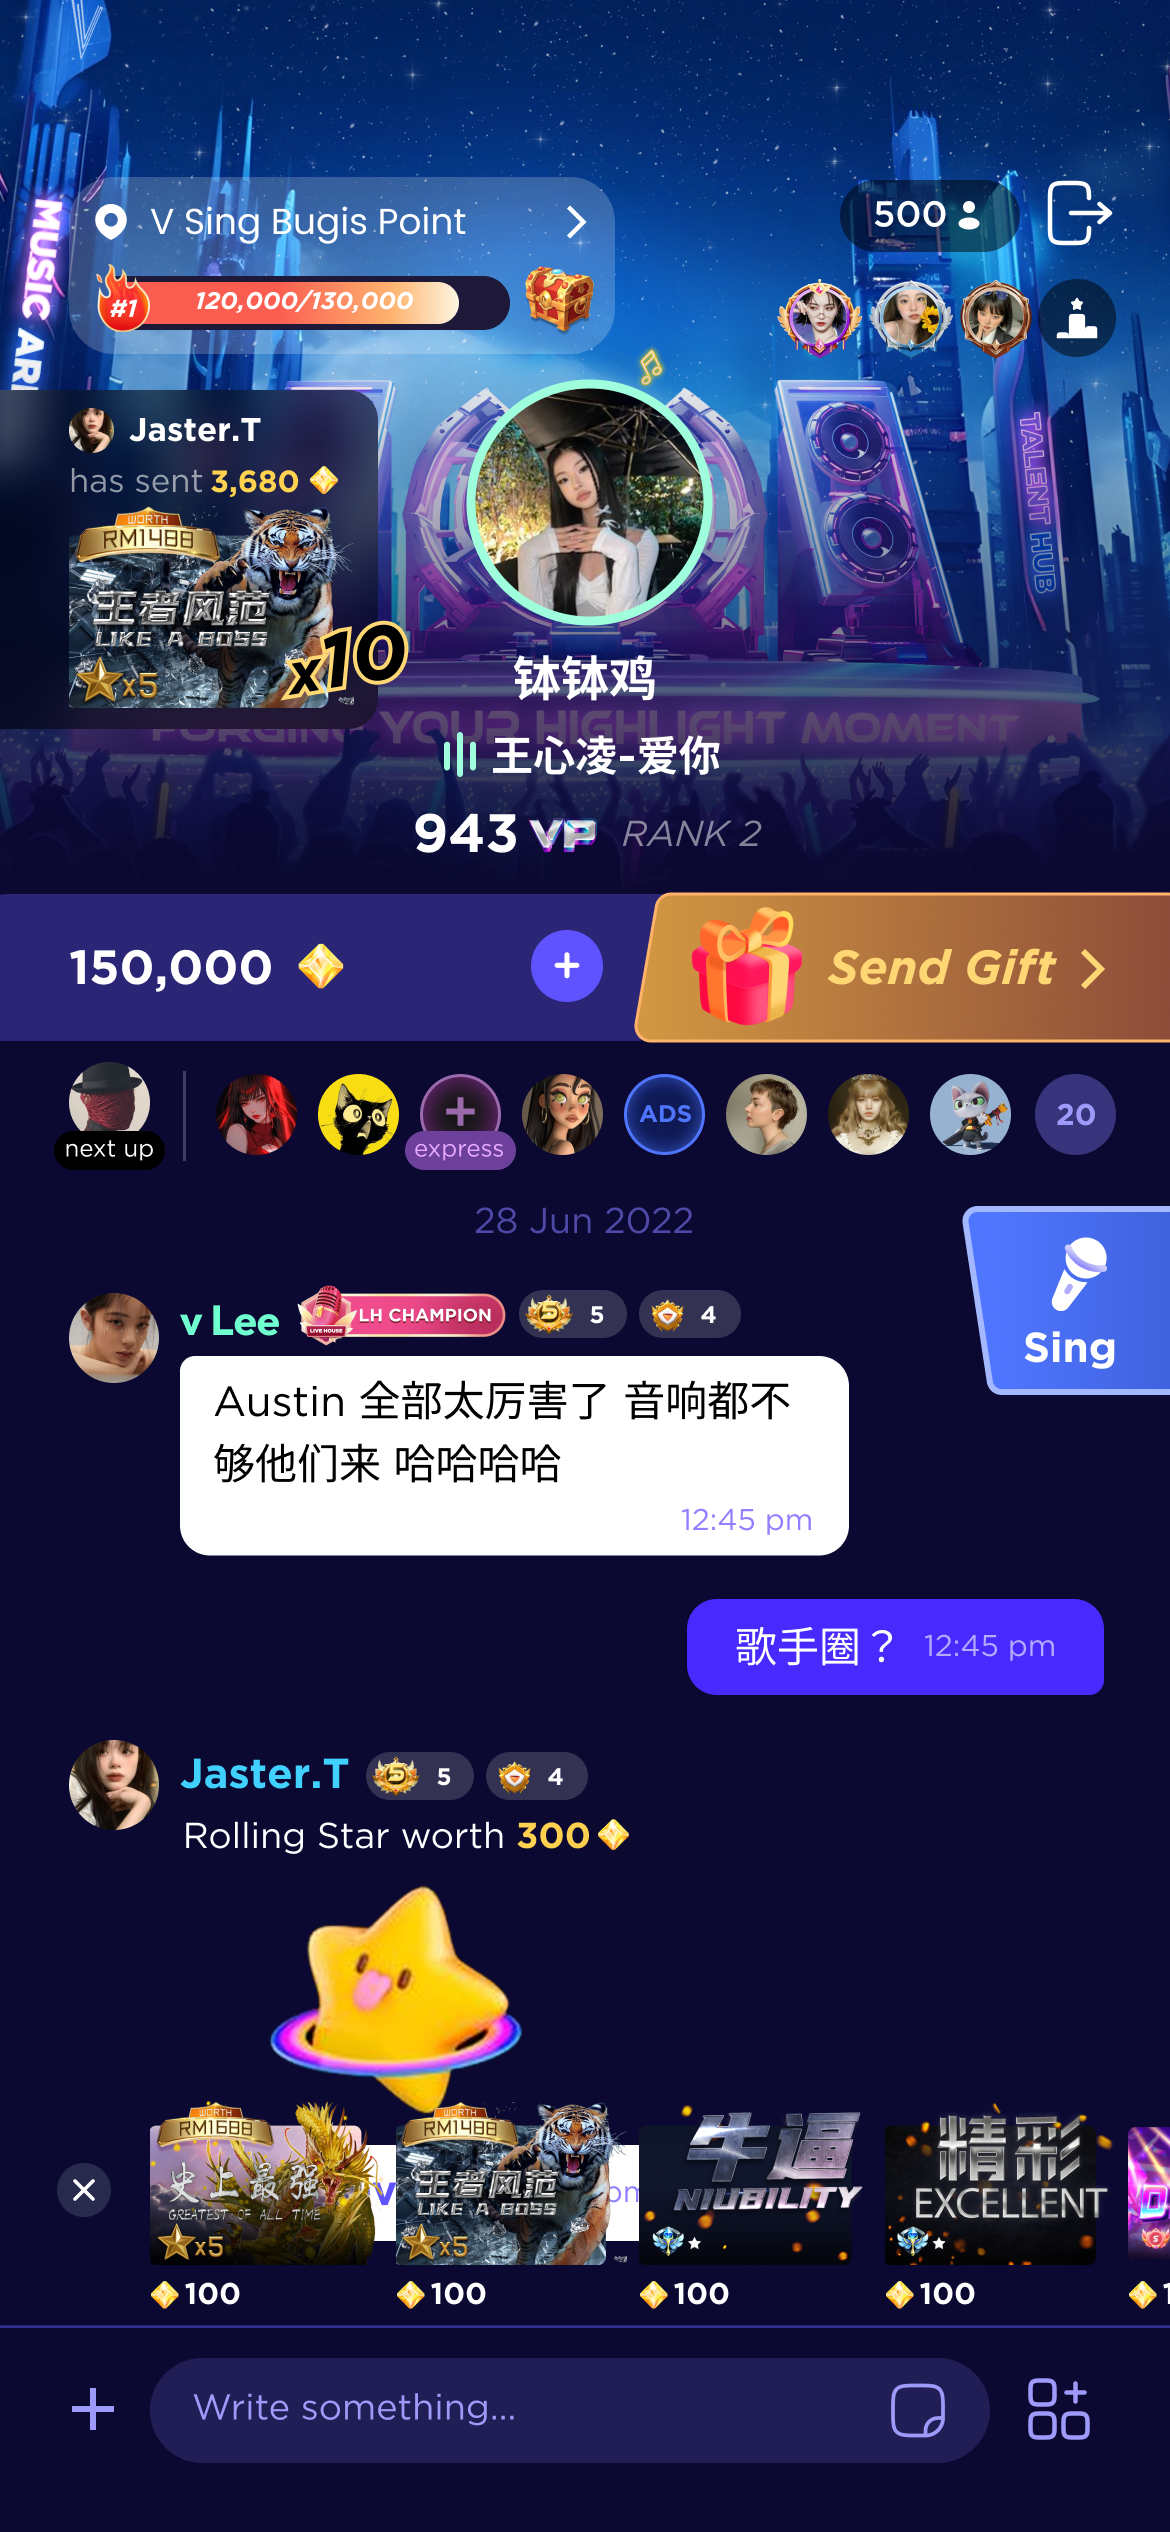 MUSIC
V Sing Bugis Point
#1
120,000/130,000
500
Jaster.T
has sent 3,680
WORTH
RM1488
王者风范
LIKE A BOSS
x5
x10
TALENT HUB
钵钵鸡
YOUR HIGHLIGHT MOMENT
王心凌-爱你
943 VP RANK 2
150,000
+
Send Gift
next up
express
ADS
20
28 Jun 2022
Sing
v Lee
LIVE HOUSE
LH CHAMPION
5
5
4
Austin 全部太厉害了 音响都不
够他们来 哈哈哈哈
12:45 pm
歌手圈？ 12:45 pm
Jaster.T
5
5
4
Rolling Star worth 300
WORTH
RM1688
史上最强
GREATEST OF ALL TIME
x5
100
WORTH
RM1488
王者风范
LIKE A BOSS
x5
100
牛逼
NIUBILITY
100
精彩
EXCELLENT
100
Write something...